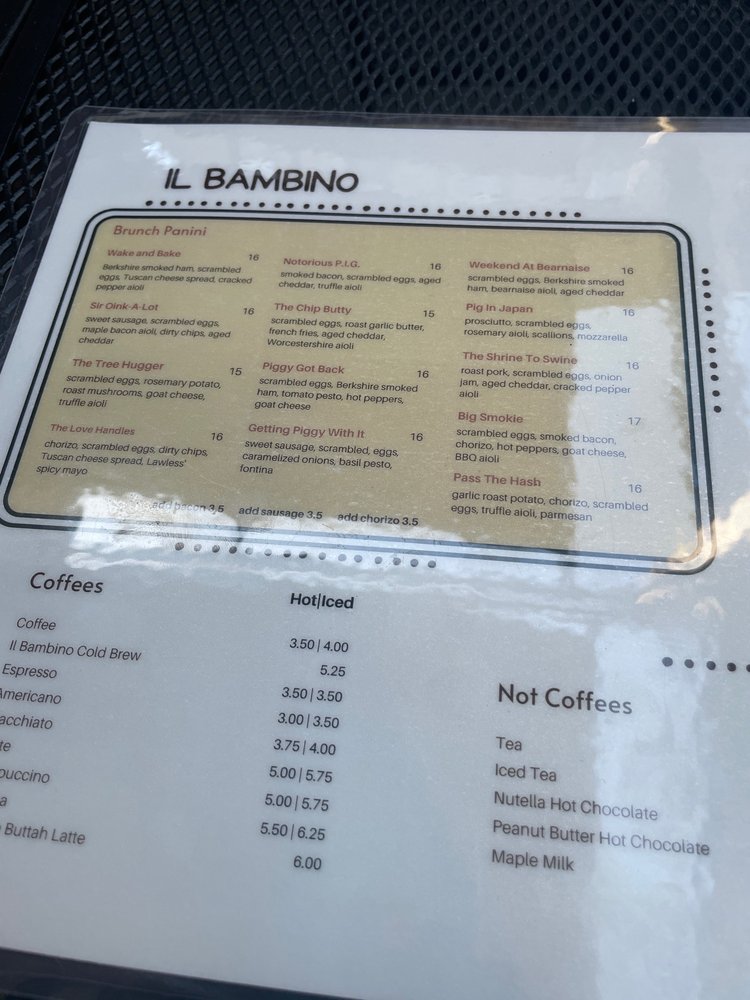 IL BAMBINO
Brunch Panini
Wake and Bake 16
Berkshire smoked ham, scrambled
eggs, Tuscan cheese spread, cracked
pepper aioli
Sir Oink-A-Lot 16
sweet sausage, scrambled eggs,
maple bacon aioli, dirty chips, aged
cheddar
The Tree Hugger 15
scrambled eggs, rosemary potato,
roast mushrooms, goat cheese,
truffle aioli
The Love Handles 16
chorizo, scrambled eggs, dirty chips,
Tuscan cheese spread, Lawless'
spicy mayo
Notorious P.I.G. 16
smoked bacon, scrambled eggs, aged
cheddar, truffle aioli
The Chip Butty 15
scrambled eggs, roast garlic butter,
french fries, aged cheddar,
Worcestershire aioli
Piggy Got Back 16
scrambled eggs, Berkshire smoked
ham, tomato pesto, hot peppers,
goat cheese
Getting Piggy With It 16
sweet sausage, scrambled, eggs,
caramelized onions, basil pesto,
fontina
Weekend At Bearnaise 16
scrambled eggs, Berkshire smoked
ham, bearnaise aioli, aged cheddar
Pig In Japan 16
prosciutto, scrambled eggs,
rosemary aioli, scallions, mozzarella
The Shrine To Swine 16
roast pork, scrambled eggs, onion
jam, aged cheddar, cracked pepper
aioli
Big Smokie 17
scrambled eggs, smoked bacon,
chorizo, hot peppers, goat cheese,
BBQ aioli
Pass The Hash 16
garlic roast potato, chorizo, scrambled
eggs, truffle aioli, parmesan
add bacon 3.5 add sausage 3.5 add chorizo 3.5
Coffees Hot|Iced
Coffee 3.50 | 4.00
Il Bambino Cold Brew 5.25
Espresso 3.50 | 3.50
Americano 3.00 | 3.50
acchiato 3.75 | 4.00
te 5.00 | 5.75
puccino 5.00 | 5.75
a 5.50 | 6.25
Buttah Latte 6.00
Not Coffees
Tea
Iced Tea
Nutella Hot Chocolate
Peanut Butter Hot Chocolate
Maple Milk